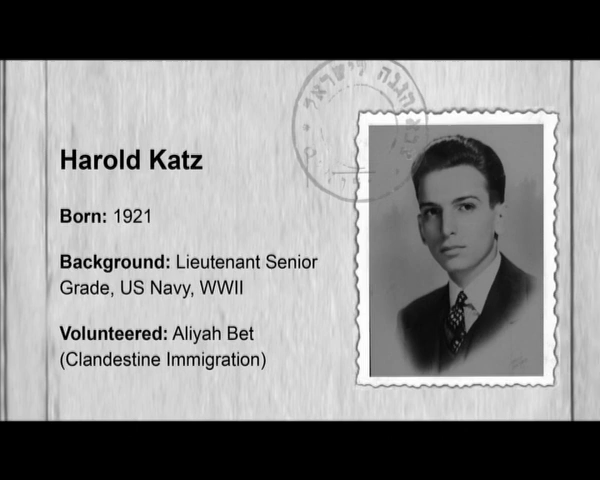 Harold Katz
Born: 1921
Background: Lieutenant Senior
Grade, US Navy, WWII
Volunteered: Aliyah Bet
(Clandestine Immigration)